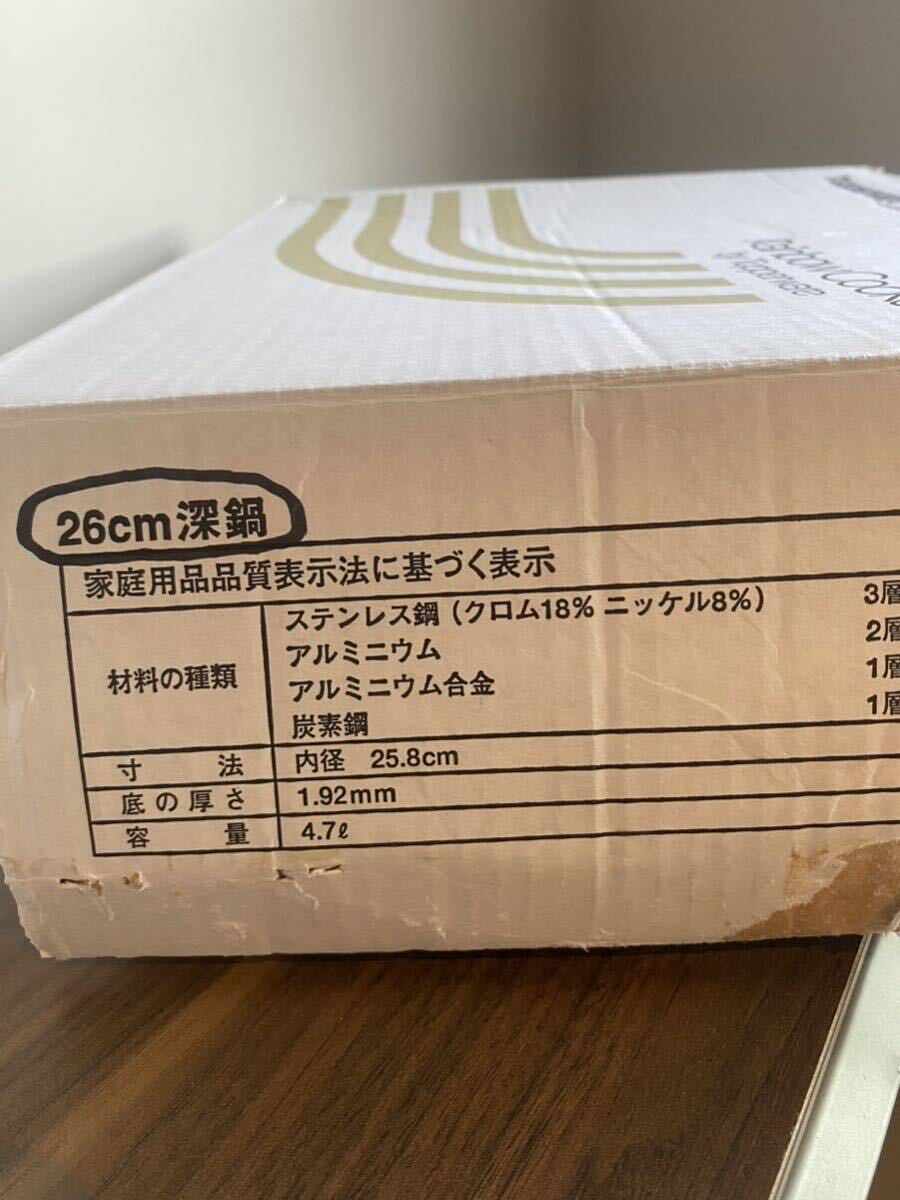 Rainbow Cook
by Tupperware
26cm深鍋
家庭用品品質表示法に基づく表示
材料の種類
ステンレス鋼（クロム18% ニッケル8%） 3層
アルミニウム 2層
アルミニウム合金 1層
炭素鋼 1層
寸法 内径 25.8cm
底の厚さ 1.92mm
容量 4.7ℓ